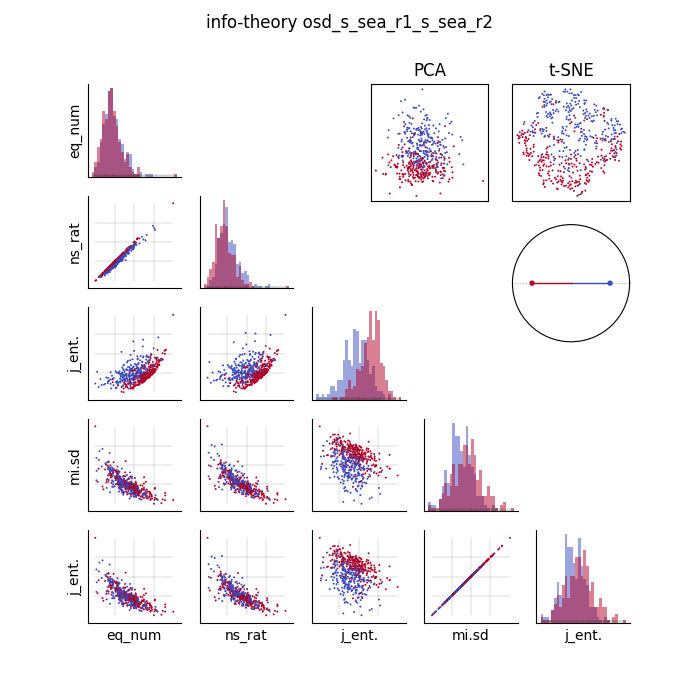 info-theory osd_s_sea_r1_s_sea_r2
PCA
t-SNE
eq_num
ns_rat
j_ent.
mi.sd
j_ent.
eq_num
ns_rat
j_ent.
mi.sd
j_ent.